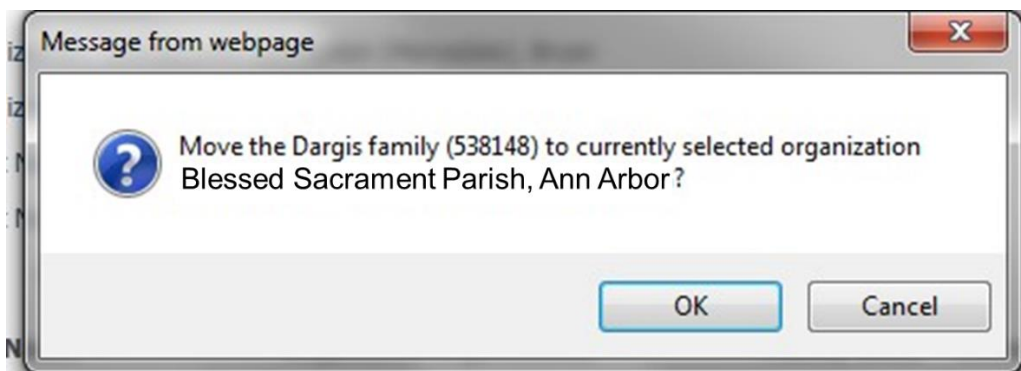 Message from webpage
Move the Dargis family (538148) to currently selected organization
Blessed Sacrament Parish, Ann Arbor?
OK
Cancel